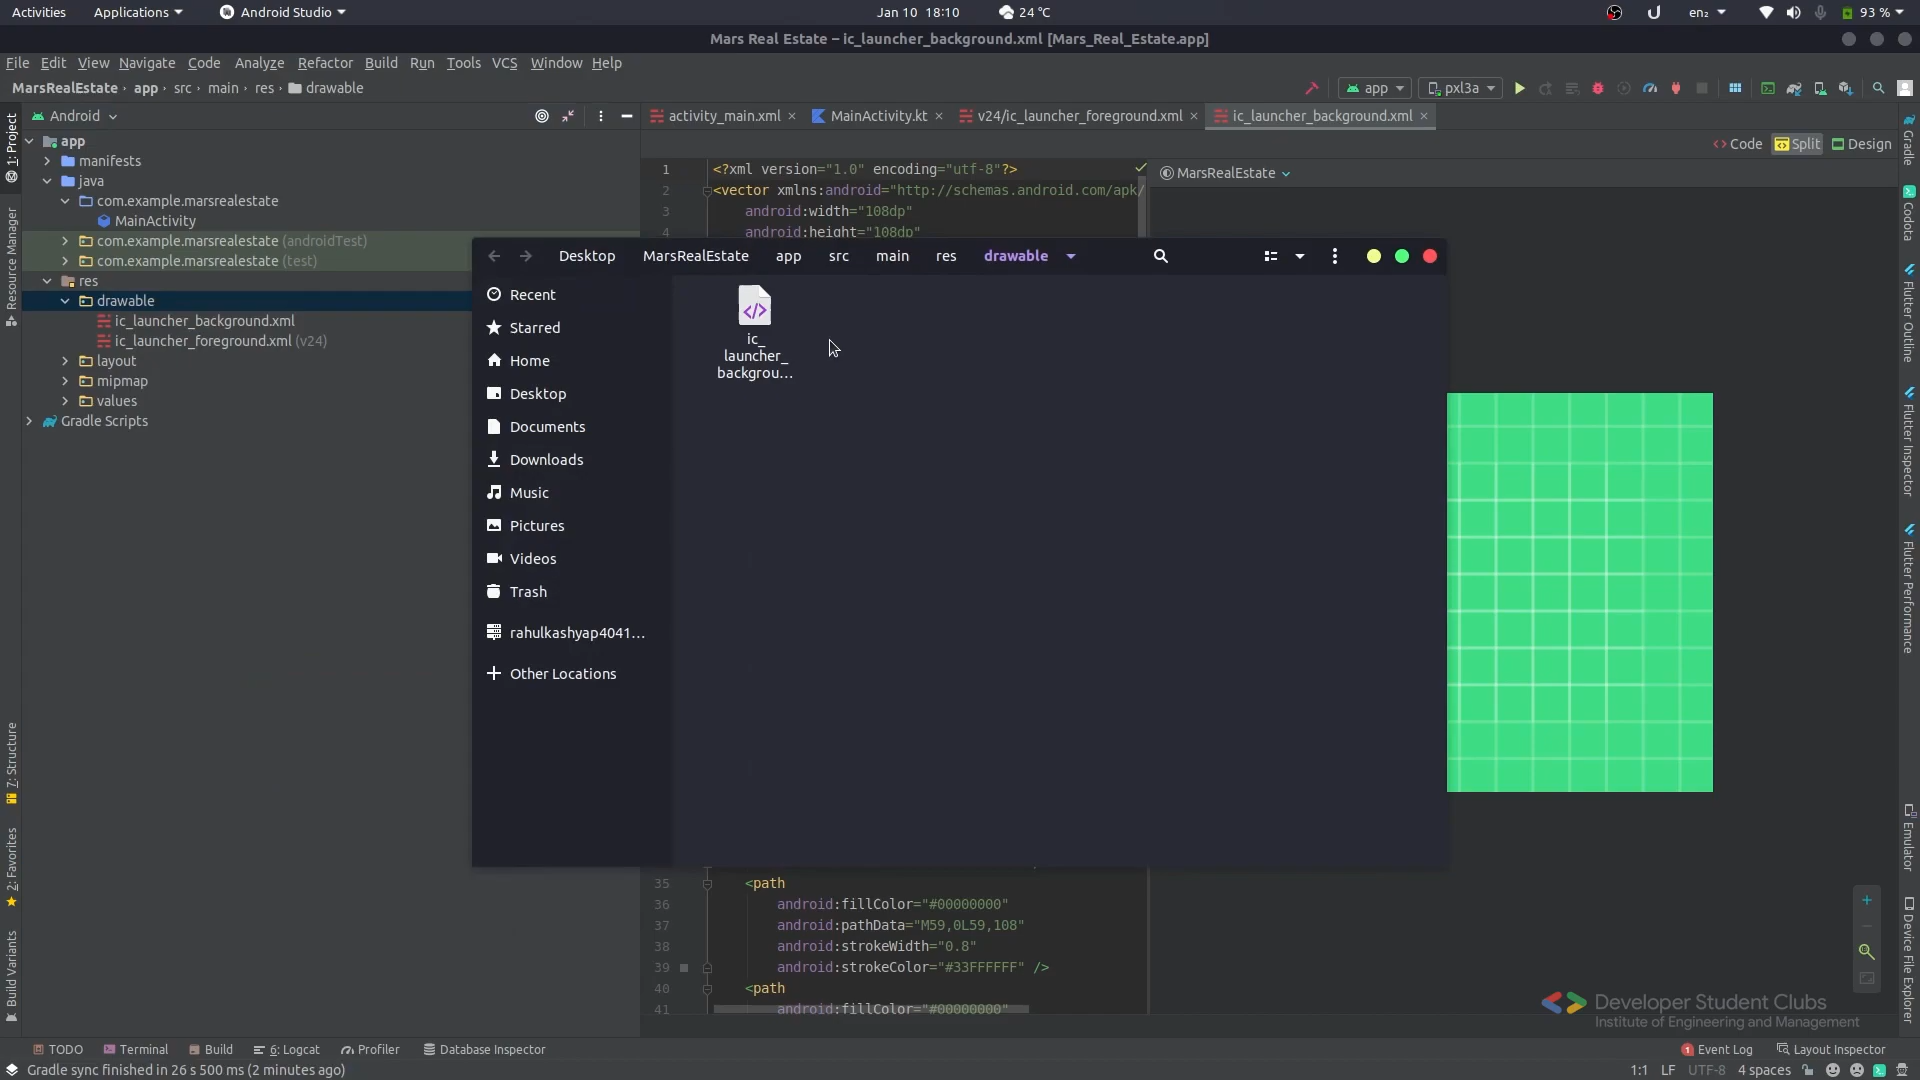 Activities Applications Android Studio Jan 10 18:10 24 °C en₂ 93 %
Mars Real Estate – ic_launcher_background.xml [Mars_Real_Estate.app]
File Edit View Navigate Code Analyze Refactor Build Run Tools VCS Window Help
MarsRealEstate app src main res drawable app pxl3a
Android activity_main.xml MainActivity.kt v24/ic_launcher_foreground.xml ic_launcher_background.xml
Code Split Design
1: Project
Resource Manager
7: Structure
2: Favorites
Build Variants
app
manifests
java
com.example.marsrealestate
MainActivity
com.example.marsrealestate (androidTest)
com.example.marsrealestate (test)
res
drawable
ic_launcher_background.xml
ic_launcher_foreground.xml (v24)
layout
mipmap
values
Gradle Scripts
1 <?xml version="1.0" encoding="utf-8"?>
2 <vector xmlns:android="http://schemas.android.com/apk/
3 android:width="108dp"
4 android:height="108dp"
MarsRealEstate
Desktop MarsRealEstate app src main res drawable
Recent
Starred
Home
Desktop
Documents
Downloads
Music
Pictures
Videos
Trash
rahulkashyap4041...
Other Locations
ic_
launcher_
backgrou...
35 <path
36 android:fillColor="#00000000"
37 android:pathData="M59,0L59,108"
38 android:strokeWidth="0.8"
39 android:strokeColor="#33FFFFFF" />
40 <path
41 android:fillColor="#00000000"
Gradle
Codota
Flutter Outline
Flutter Inspector
Flutter Performance
Emulator
Device File Explorer
Developer Student Clubs
Institute of Engineering and Management
TODO Terminal Build 6: Logcat Profiler Database Inspector 1 Event Log Layout Inspector
Gradle sync finished in 26 s 500 ms (2 minutes ago) 1:1 LF UTF-8 4 spaces